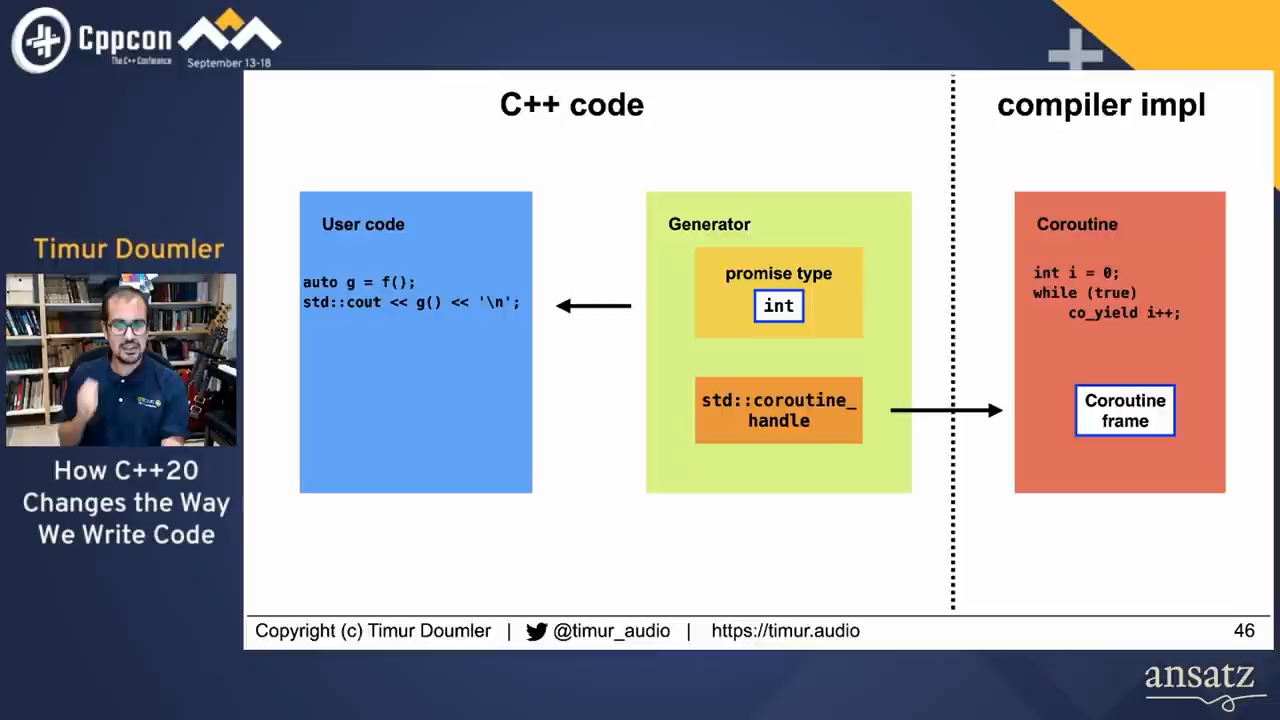 Cppcon
The C++ Conference
September 13-18
Timur Doumler
How C++20
Changes the Way
We Write Code
C++ code
compiler impl
User code
auto g = f();
std::cout << g() << '\n';
Generator
promise type
int
std::coroutine_
handle
Coroutine
int i = 0;
while (true)
co_yield i++;
Coroutine
frame
Copyright (c) Timur Doumler | @timur_audio | https://timur.audio
46
ansatz